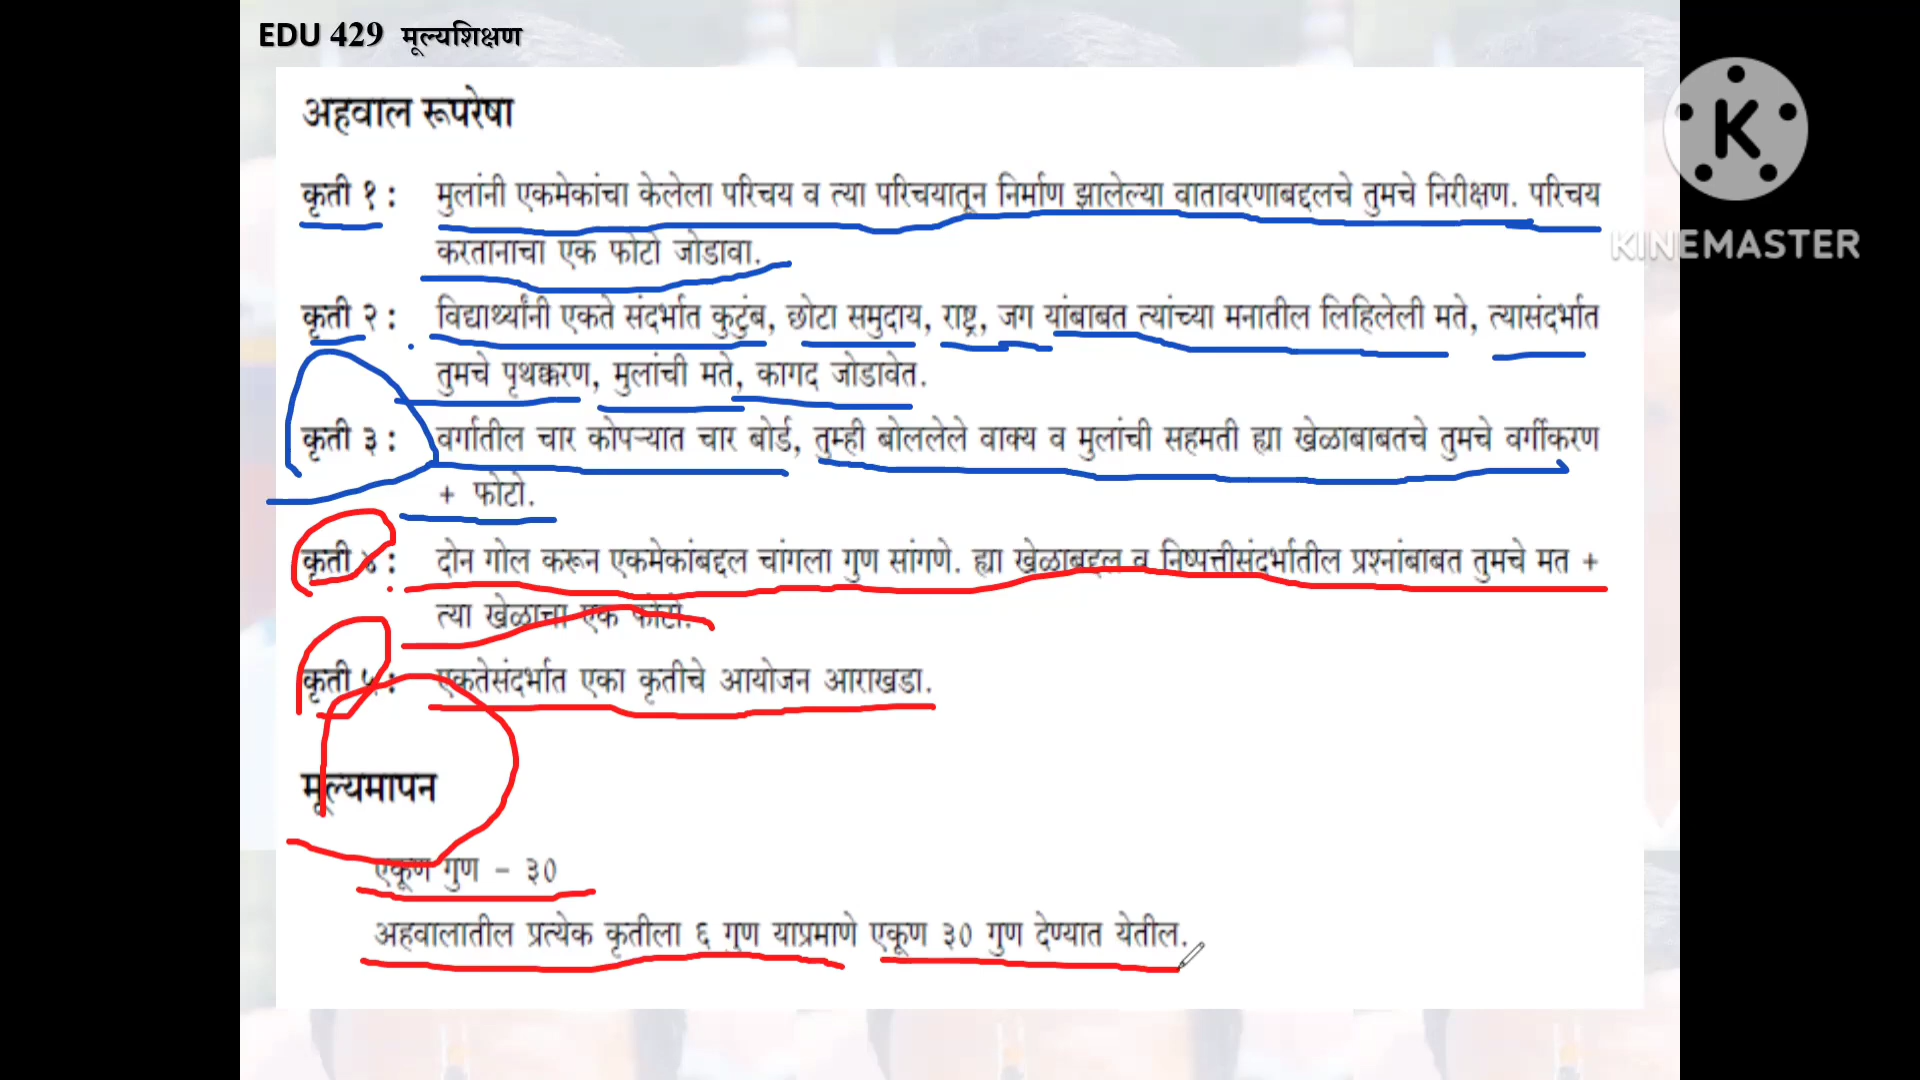 EDU 429 मूल्यशिक्षण
अहवाल रूपरेषा
कृती १ : मुलांनी एकमेकांचा केलेला परिचय व त्या परिचयातून निर्माण झालेल्या वातावरणाबद्दलचे तुमचे निरीक्षण. परिचय
करतानाचा एक फोटो जोडावा.
कृती २ : विद्यार्थ्यांनी एकते संदर्भात कुटुंब, छोटा समुदाय, राष्ट्र, जग यांबाबत त्यांच्या मनातील लिहिलेली मते, त्यासंदर्भात
तुमचे पृथक्करण, मुलांची मते, कागद जोडावेत.
कृती ३ : वर्गातील चार कोपऱ्यात चार बोर्ड, तुम्ही बोललेले वाक्य व मुलांची सहमती ह्या खेळाबाबतचे तुमचे वर्गीकरण
+ फोटो.
कृती ४ : दोन गोल करून एकमेकांबद्दल चांगला गुण सांगणे. ह्या खेळाबद्दल व निष्पत्तीसंदर्भातील प्रश्नांबाबत तुमचे मत +
त्या खेळाचा एक फोटो.
कृती ५ : एकतेसंदर्भात एका कृतीचे आयोजन आराखडा.
मूल्यमापन
एकूण गुण - ३०
अहवालातील प्रत्येक कृतीला ६ गुण याप्रमाणे एकूण ३० गुण देण्यात येतील.
K
KINEMASTER